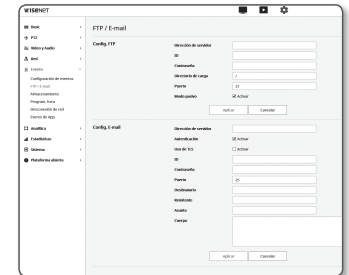 WISENET
Basic
PTZ
Video y Audio
Red
Evento
Configuración de eventos
FTP / E-mail
Almacenamiento
Program. hora
Desconexión de red
Evento de App
Analítica
Estadísticas
Sistema
Plataforma abierta
FTP / E-mail
Config. FTP
Dirección de servidor
ID
Contraseña
Directorio de carga /
Puerto 21
Modo pasivo Activar
Aplicar Cancelar
Config. E-mail
Dirección de servidor
Autenticación Activar
Uso de TLS Activar
ID
Contraseña
Puerto 25
Destinatario
Remitente
Asunto
Cuerpo
Aplicar Cancelar